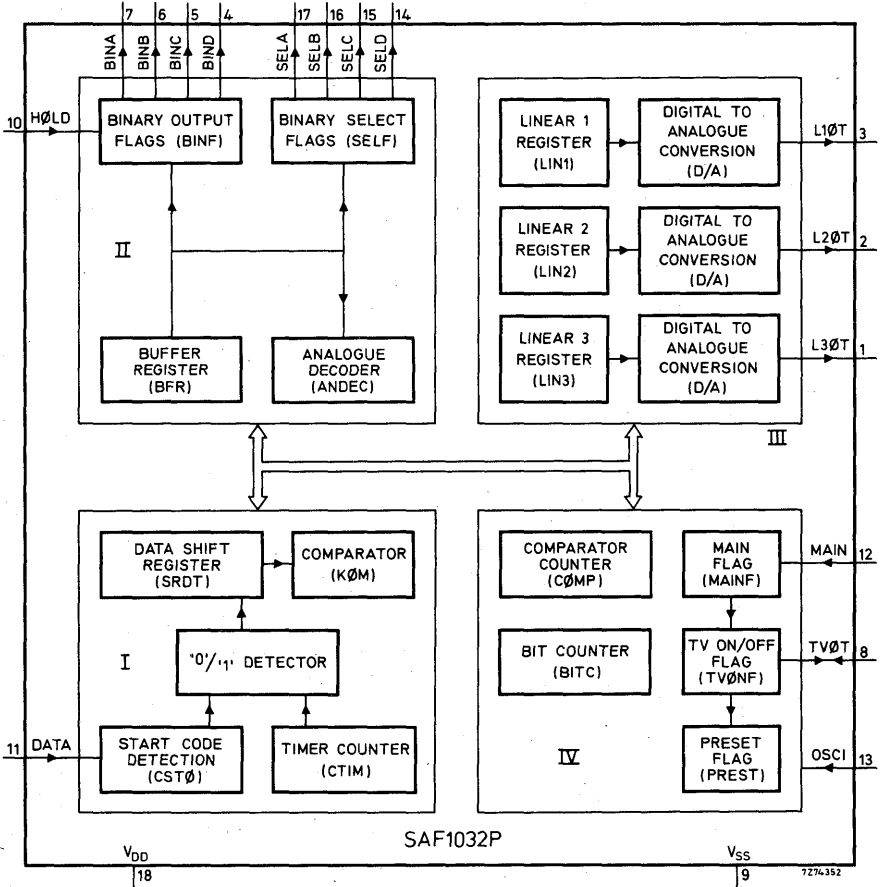 7 6 5 4 17 16 15 14
BINA BINB BINC BIND SELA SELB SELC SELD
10 HØLD
BINARY OUTPUT
FLAGS (BINF)
BINARY SELECT
FLAGS (SELF)
II
BUFFER
REGISTER
(BFR)
ANALOGUE
DECODER
(ANDEC)
LINEAR 1
REGISTER
(LIN1)
DIGITAL TO
ANALOGUE
CONVERSION
(D/A)
L1ØT 3
LINEAR 2
REGISTER
(LIN2)
DIGITAL TO
ANALOGUE
CONVERSION
(D/A)
L2ØT 2
LINEAR 3
REGISTER
(LIN3)
DIGITAL TO
ANALOGUE
CONVERSION
(D/A)
L3ØT 1
III
DATA SHIFT
REGISTER
(SRDT)
COMPARATOR
(KØM)
I
"0"/"1" DETECTOR
11 DATA
START CODE
DETECTION
(CSTØ)
TIMER COUNTER
(CTIM)
COMPARATOR
COUNTER
(CØMP)
MAIN
FLAG
(MAINF)
MAIN 12
BIT COUNTER
(BITC)
TV ON/OFF
FLAG
(TVØNF)
TVØT 8
IV
PRESET
FLAG
(PREST)
OSCI 13
SAF1032P
VDD
18
VSS
9
7Z74352